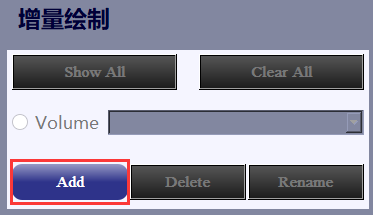 增量绘制
Show All Clear All
Volume
Add Delete Rename